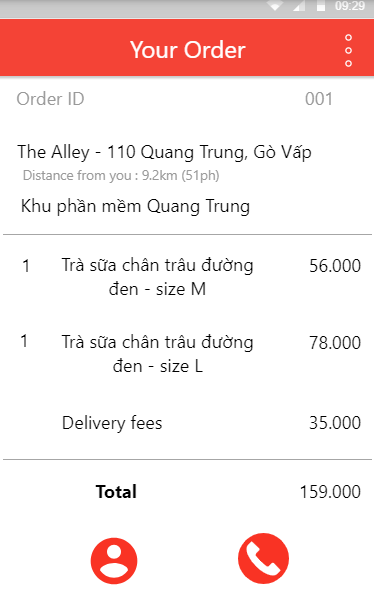 09:29
Your Order
Order ID 001
The Alley - 110 Quang Trung, Gò Vấp
Distance from you : 9.2km (51ph)
Khu phần mềm Quang Trung
1 Trà sữa chân trâu đường 56.000
đen - size M
1 Trà sữa chân trâu đường 78.000
đen - size L
Delivery fees 35.000
Total 159.000